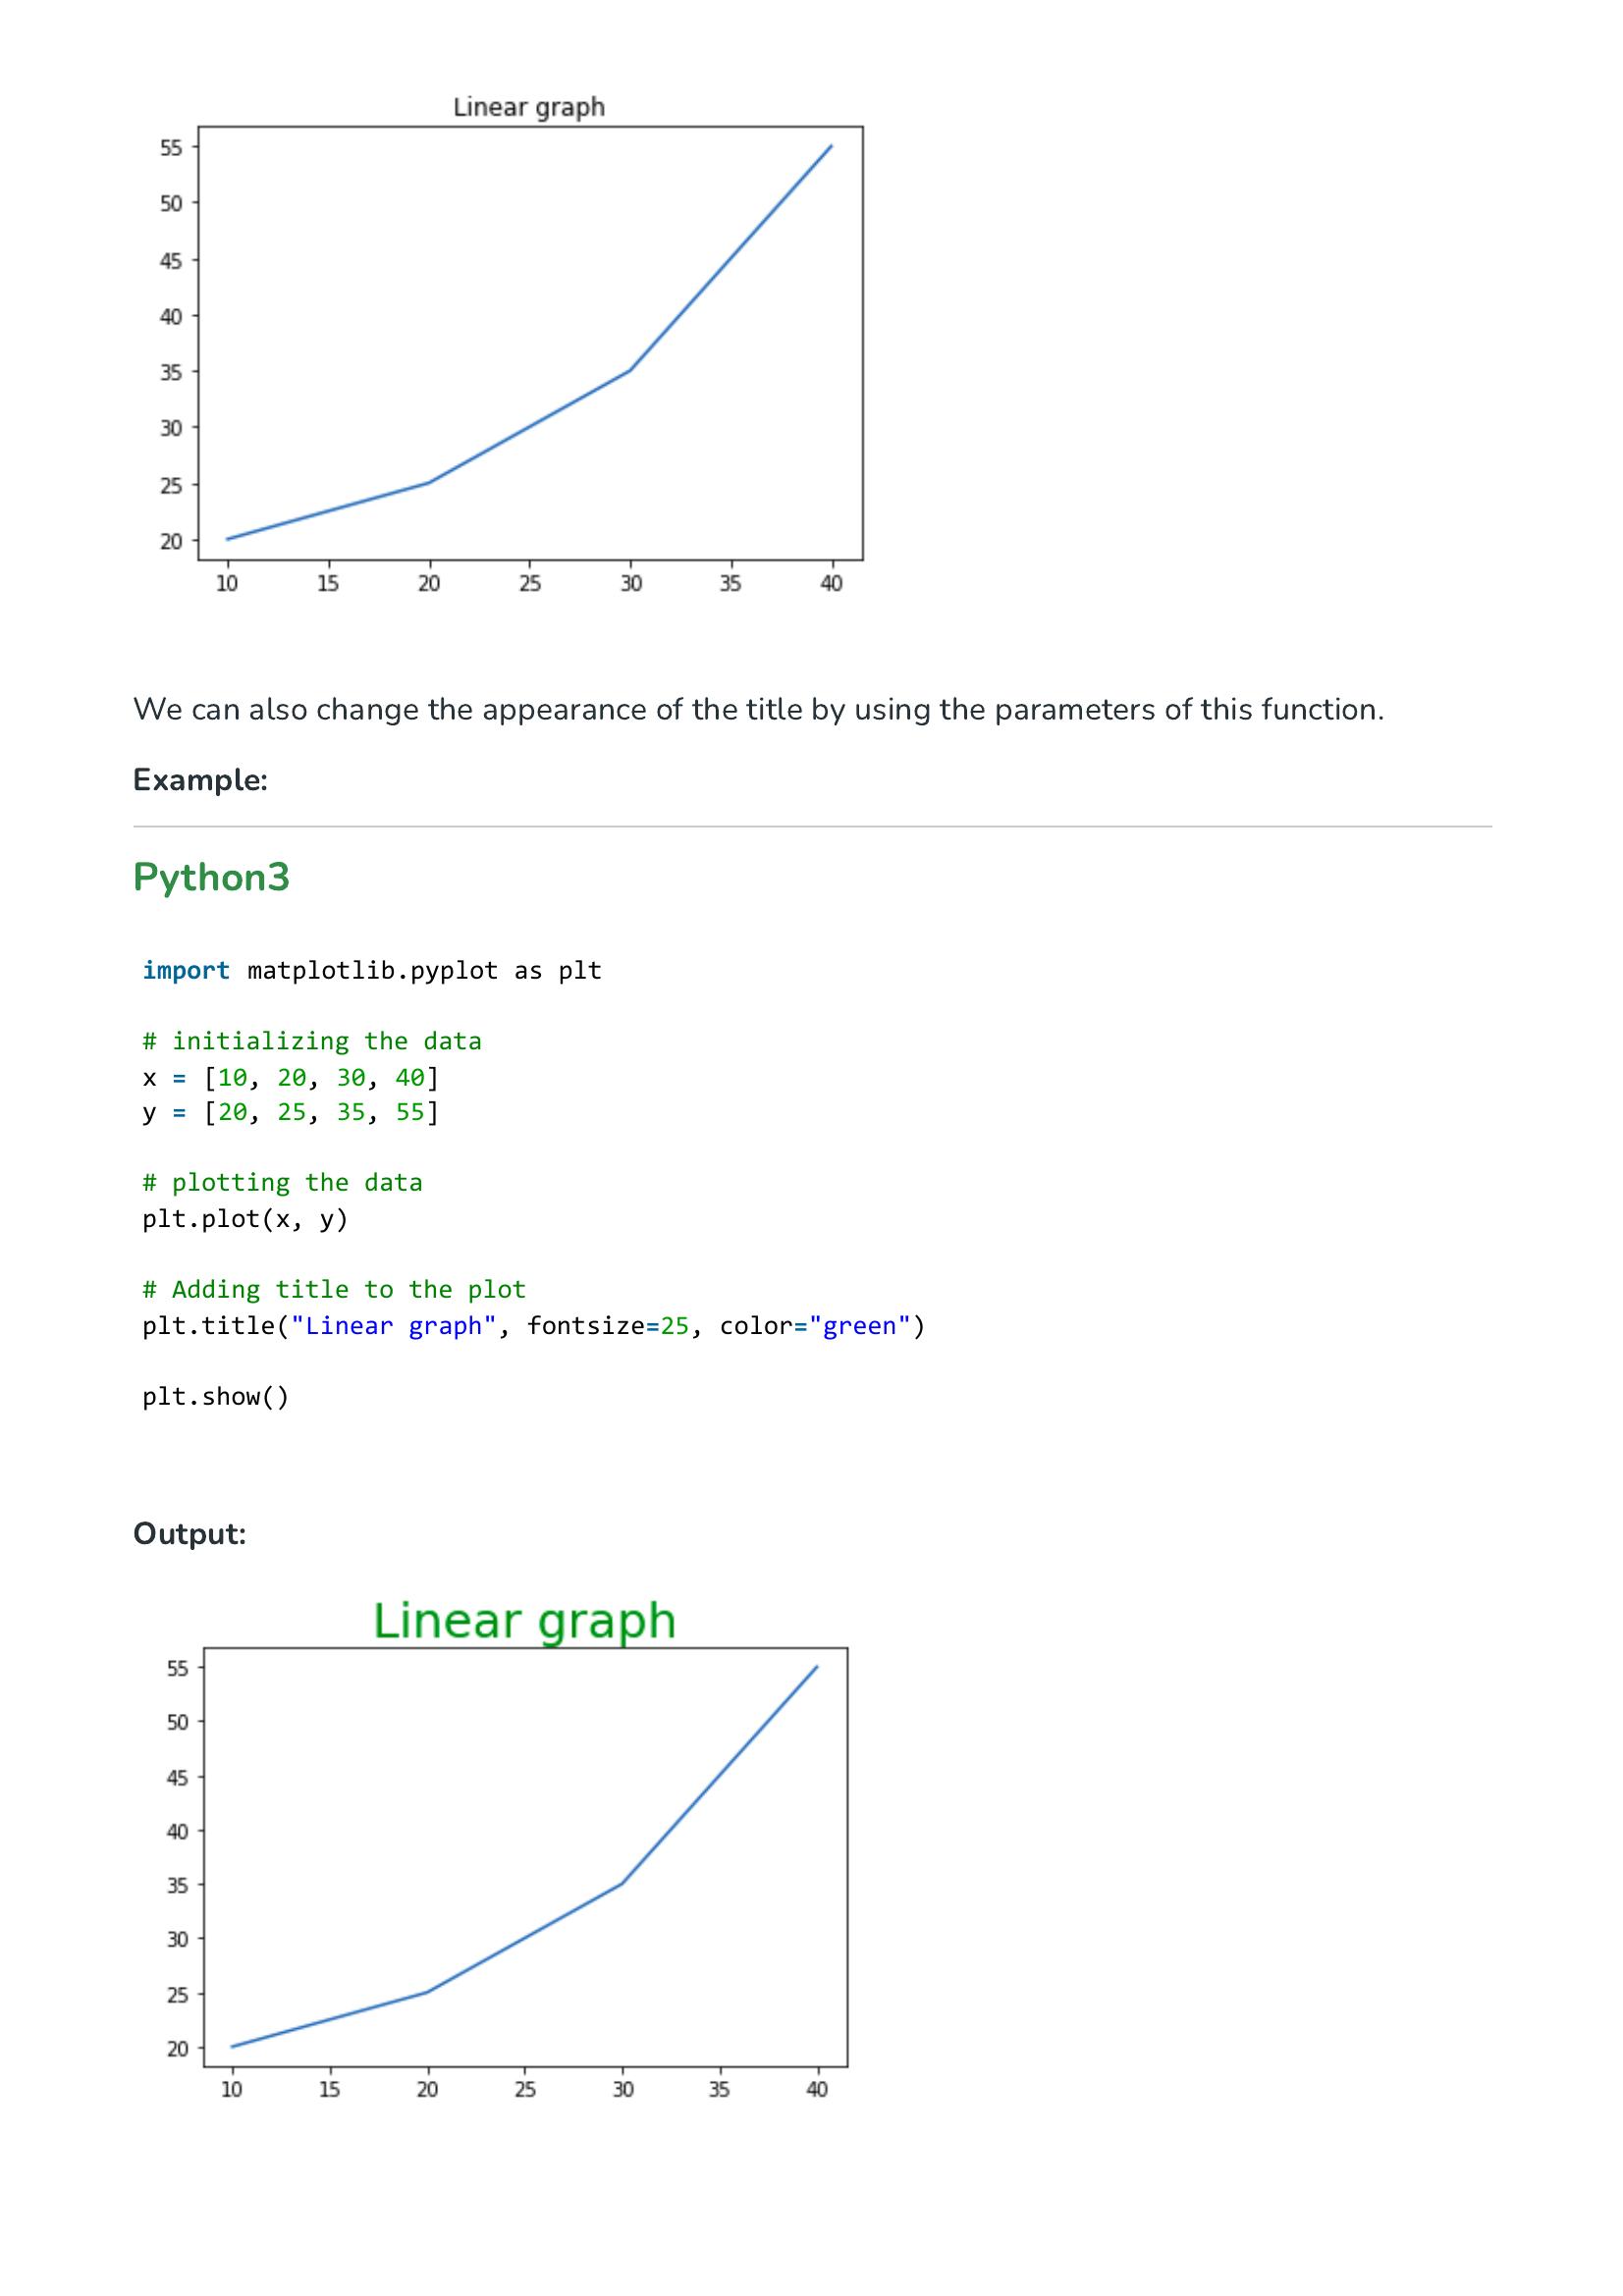 Linear graph
55
50
45
40
35
30
25
20
10 15 20 25 30 35 40
We can also change the appearance of the title by using the parameters of this function.
Example:
Python3
import matplotlib.pyplot as plt
# initializing the data
x = [10, 20, 30, 40]
y = [20, 25, 35, 55]
# plotting the data
plt.plot(x, y)
# Adding title to the plot
plt.title("Linear graph", fontsize=25, color="green")
plt.show()
Output:
Linear graph
55
50
45
40
35
30
25
20
10 15 20 25 30 35 40